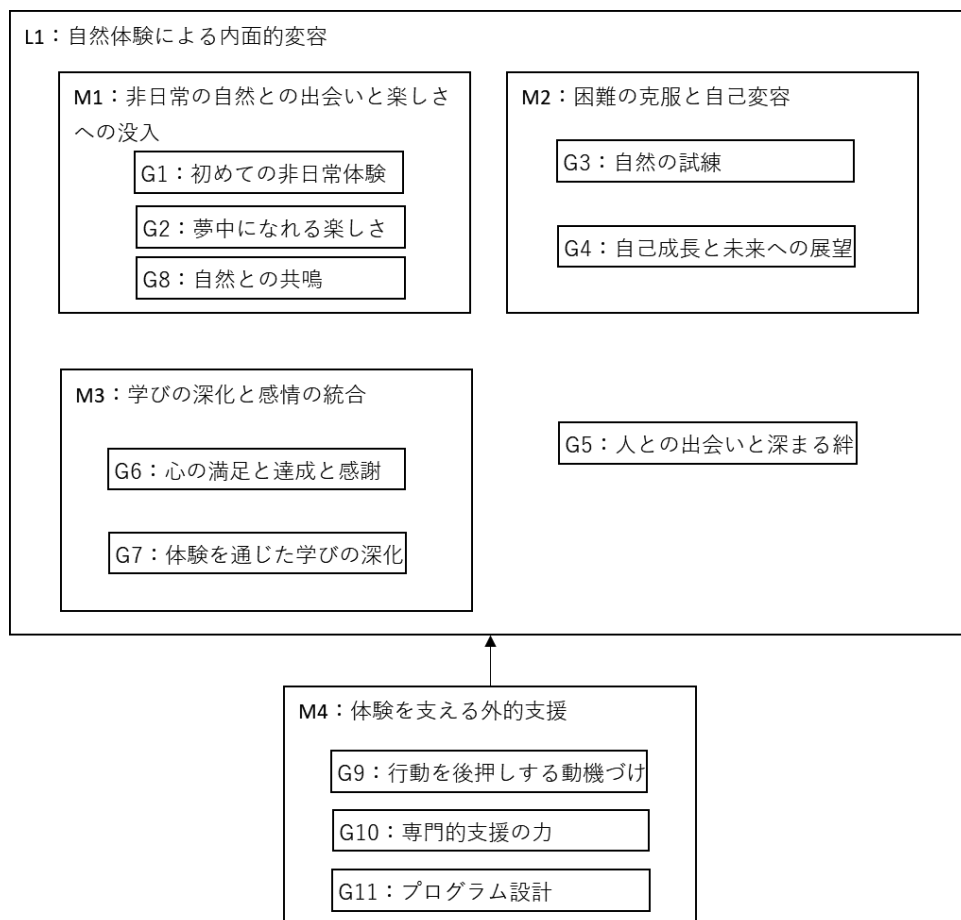 L1：自然体験による内面的変容
M1：非日常の自然との出会いと楽しさ
への没入
G1：初めての非日常体験
G2：夢中になれる楽しさ
G8：自然との共鳴
M2：困難の克服と自己変容
G3：自然の試練
G4：自己成長と未来への展望
M3：学びの深化と感情の統合
G6：心の満足と達成と感謝
G7：体験を通じた学びの深化
G5：人との出会いと深まる絆
M4：体験を支える外的支援
G9：行動を後押しする動機づけ
G10：専門的支援の力
G11：プログラム設計